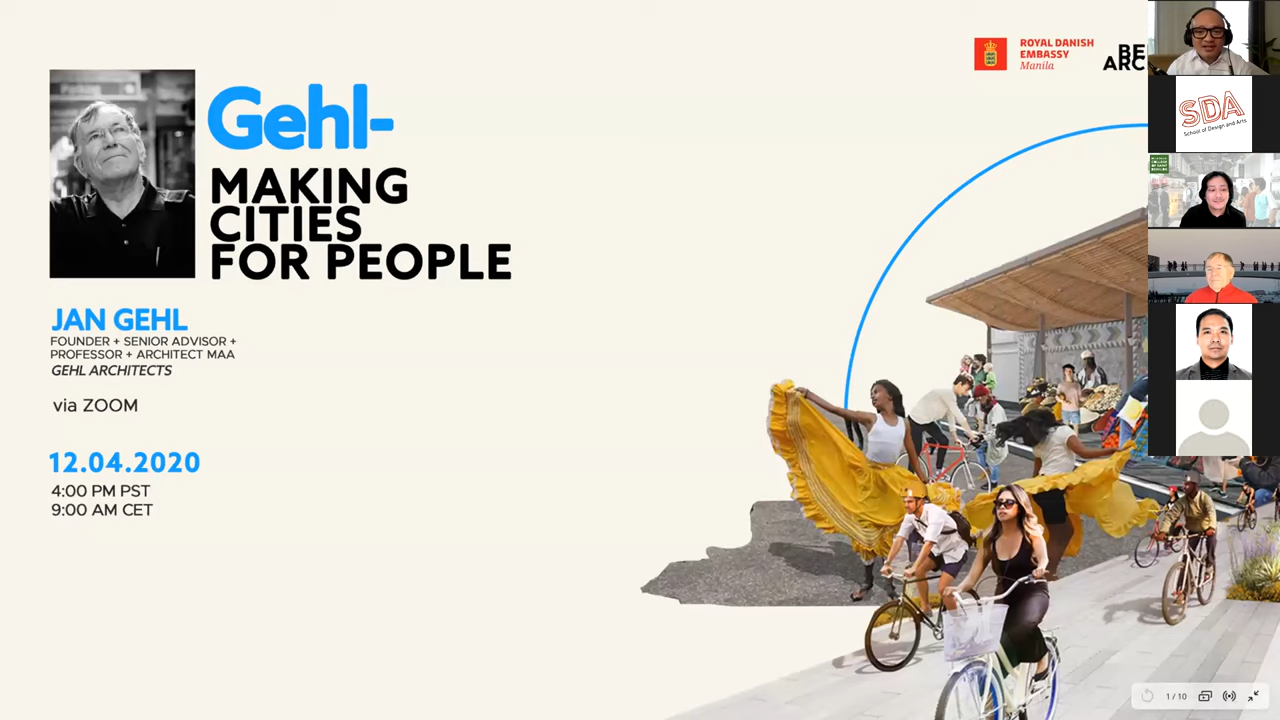 ROYAL DANISH
EMBASSY
Manila
BE
ARC
Gehl-
MAKING
CITIES
FOR PEOPLE
JAN GEHL
FOUNDER + SENIOR ADVISOR +
PROFESSOR + ARCHITECT MAA
GEHL ARCHITECTS
via ZOOM
12.04.2020
4:00 PM PST
9:00 AM CET
SDA
School of Design and Arts
1 / 10